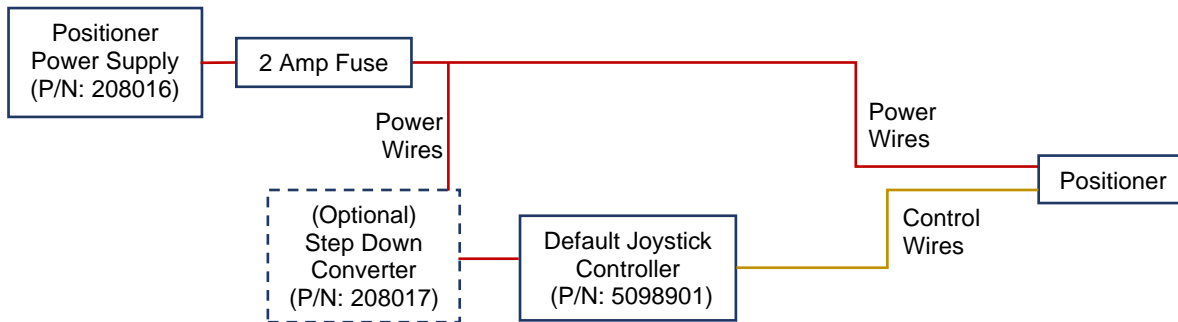 Positioner
Power Supply
(P/N: 208016)
2 Amp Fuse
Power
Wires
Power
Wires
Positioner
(Optional)
Step Down
Converter
(P/N: 208017)
Default Joystick
Controller
(P/N: 5098901)
Control
Wires